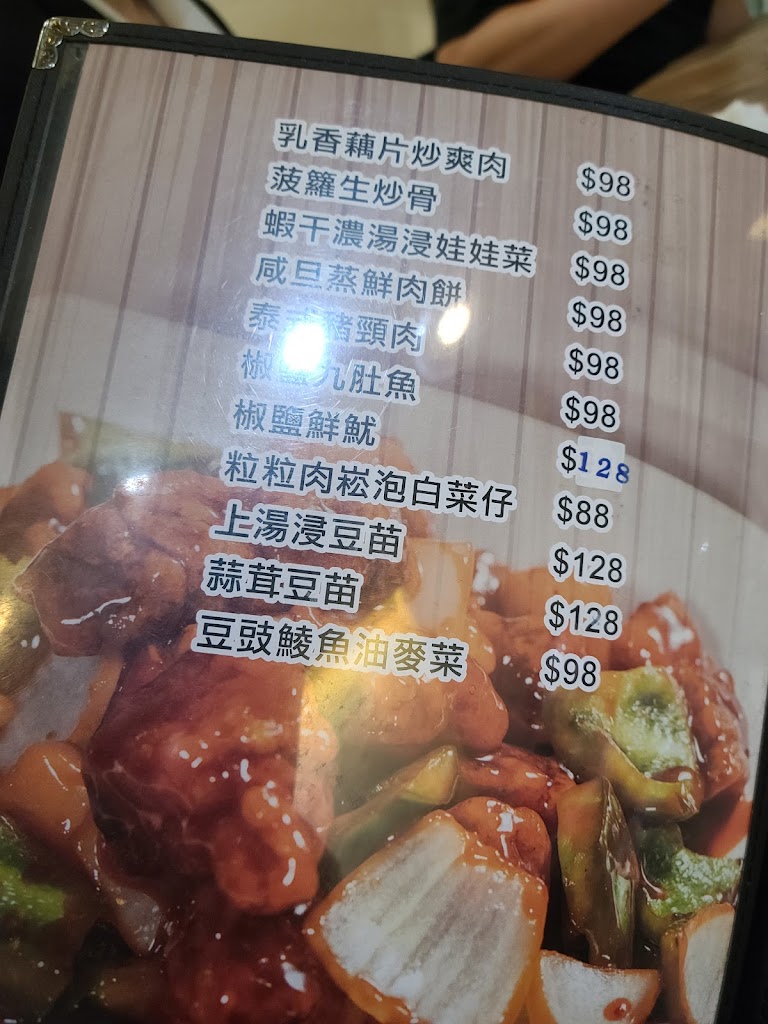 乳香藕片炒爽肉 $98
菠籮生炒骨 $98
蝦干濃湯浸娃娃菜 $98
咸旦蒸鮮肉餅 $98
泰 豬頸肉 $98
椒鹽九肚魚 $98
椒鹽鮮魷 $128
粒粒肉崧泡白菜仔 $88
上湯浸豆苗 $128
蒜茸豆苗 $128
豆豉鯪魚油麥菜 $98